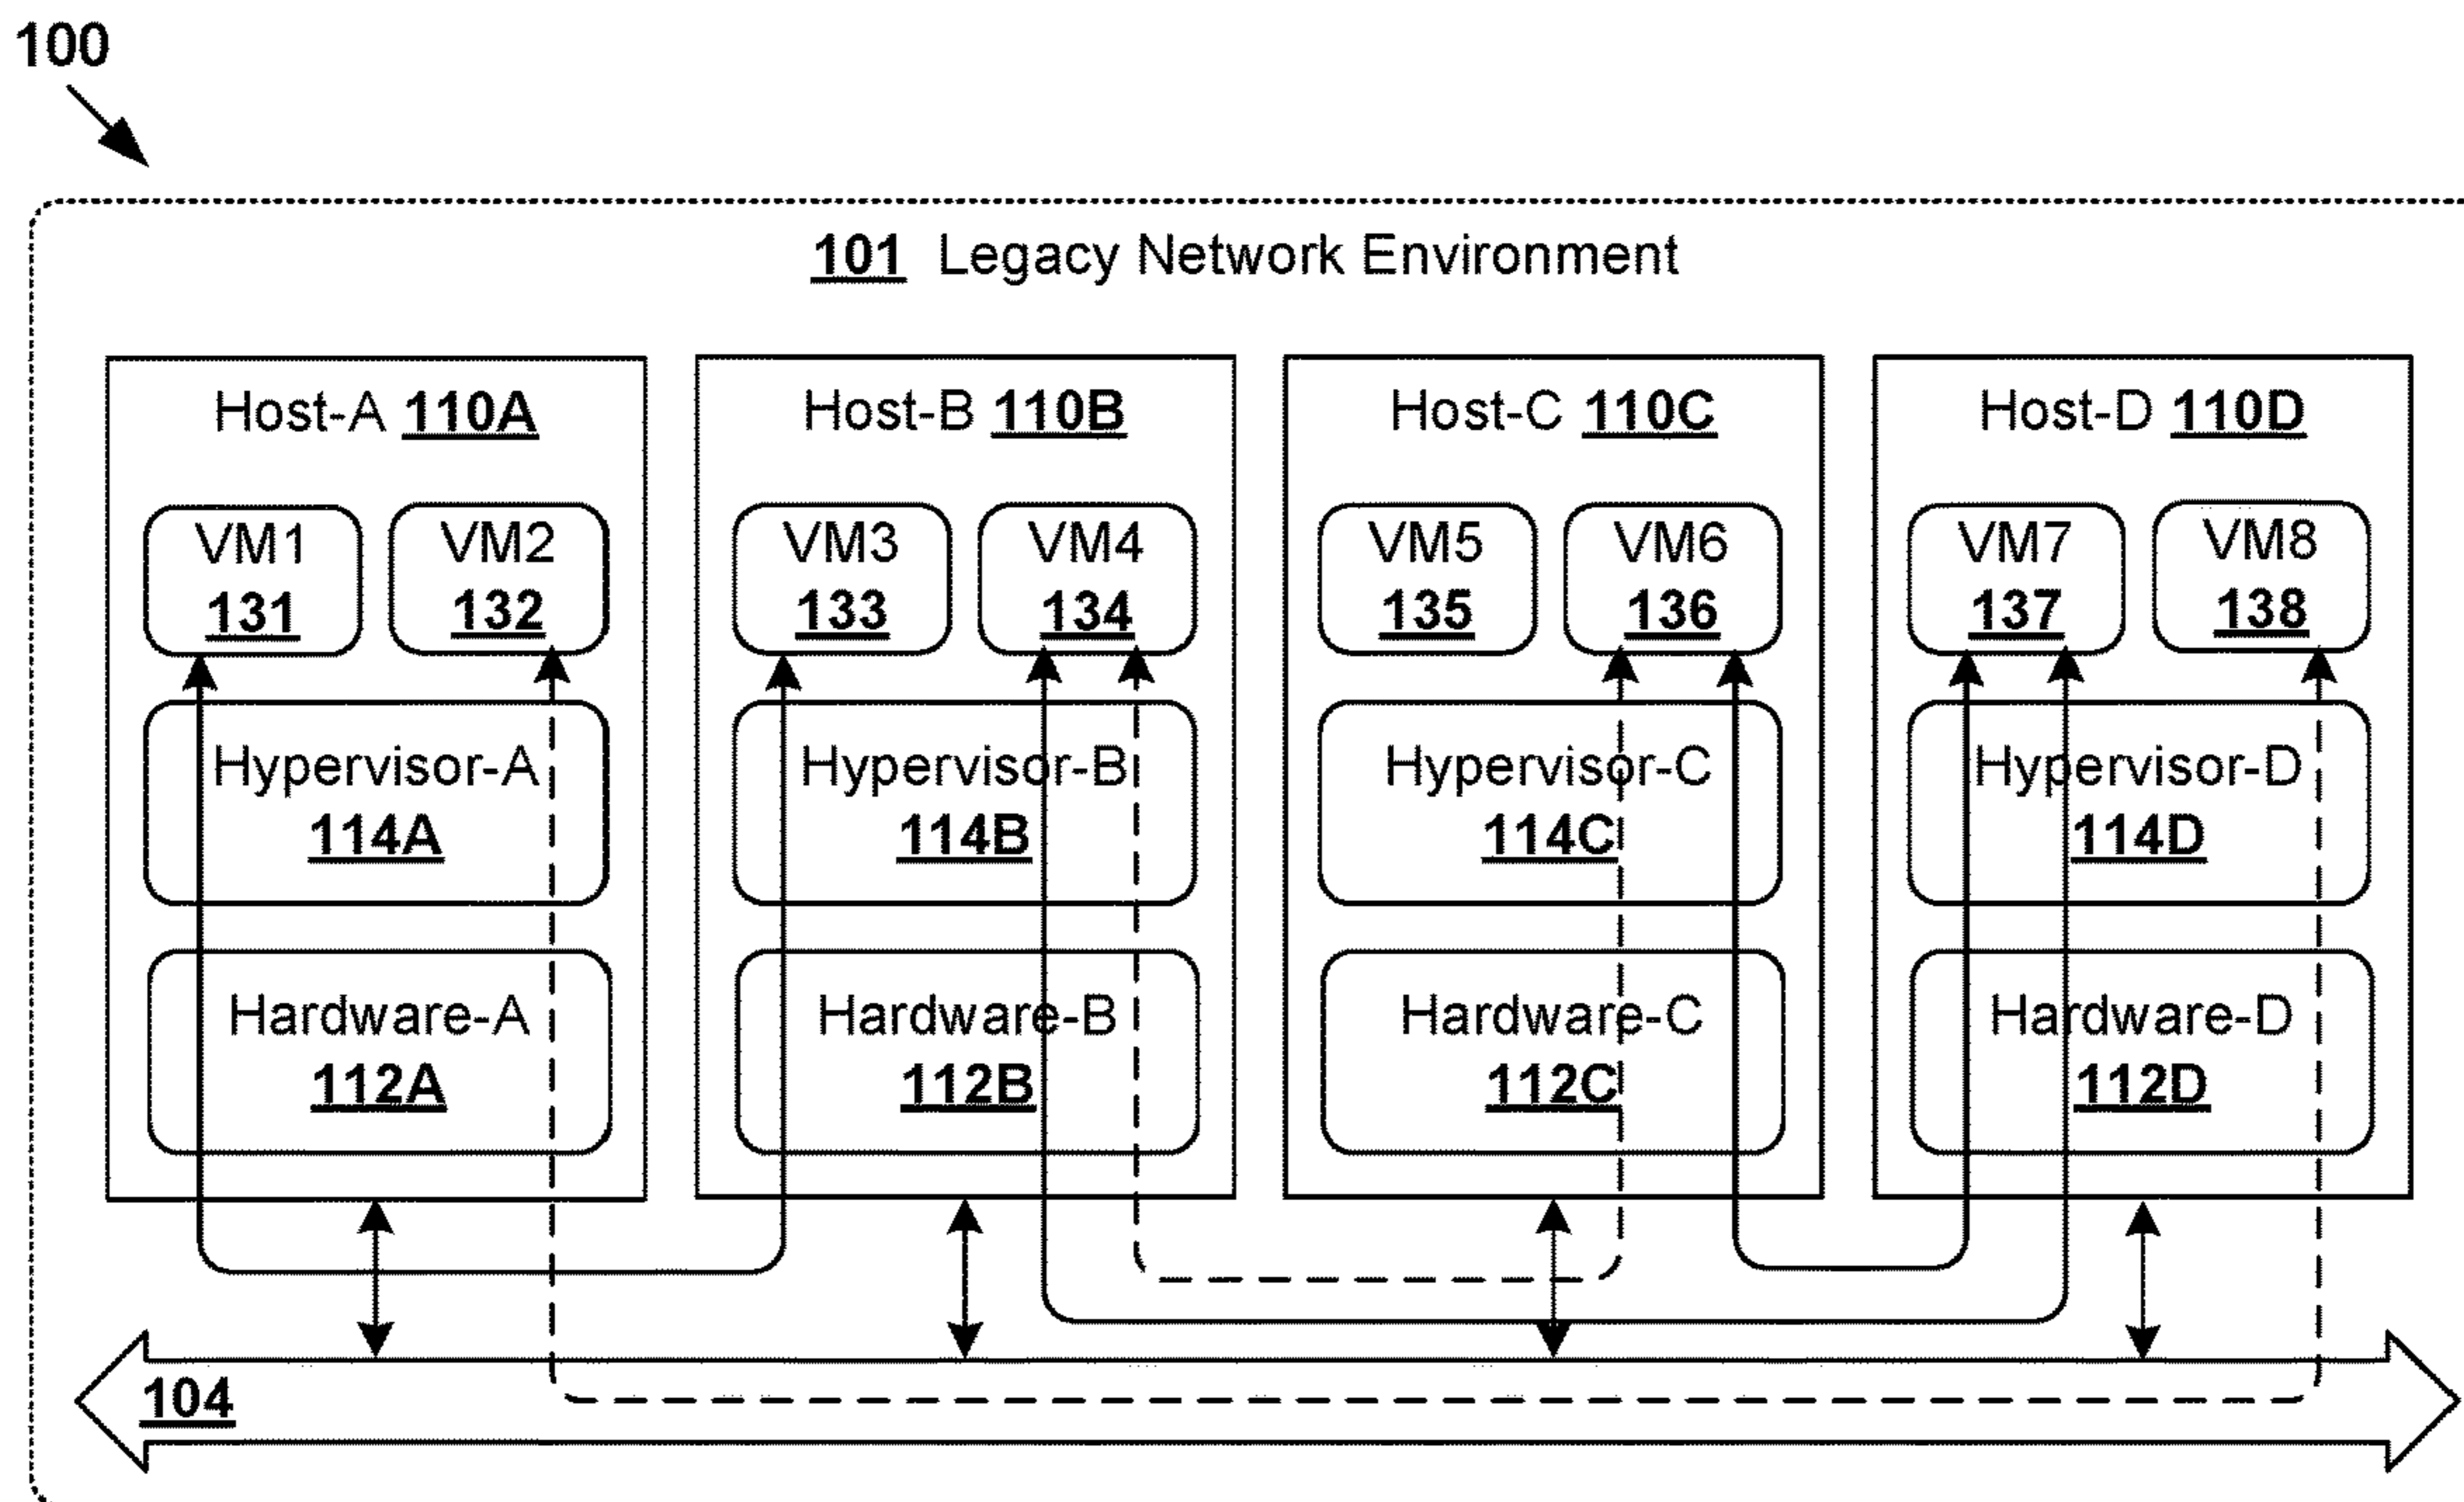 100
101 Legacy Network Environment
Host-A 110A
Host-B 110B
Host-C 110C
Host-D 110D
VM1
131
VM2
132
VM3
133
VM4
134
VM5
135
VM6
136
VM7
137
VM8
138
Hypervisor-A
114A
Hypervisor-B
114B
Hypervisor-C
114C
Hypervisor-D
114D
Hardware-A
112A
Hardware-B
112B
Hardware-C
112C
Hardware-D
112D
104